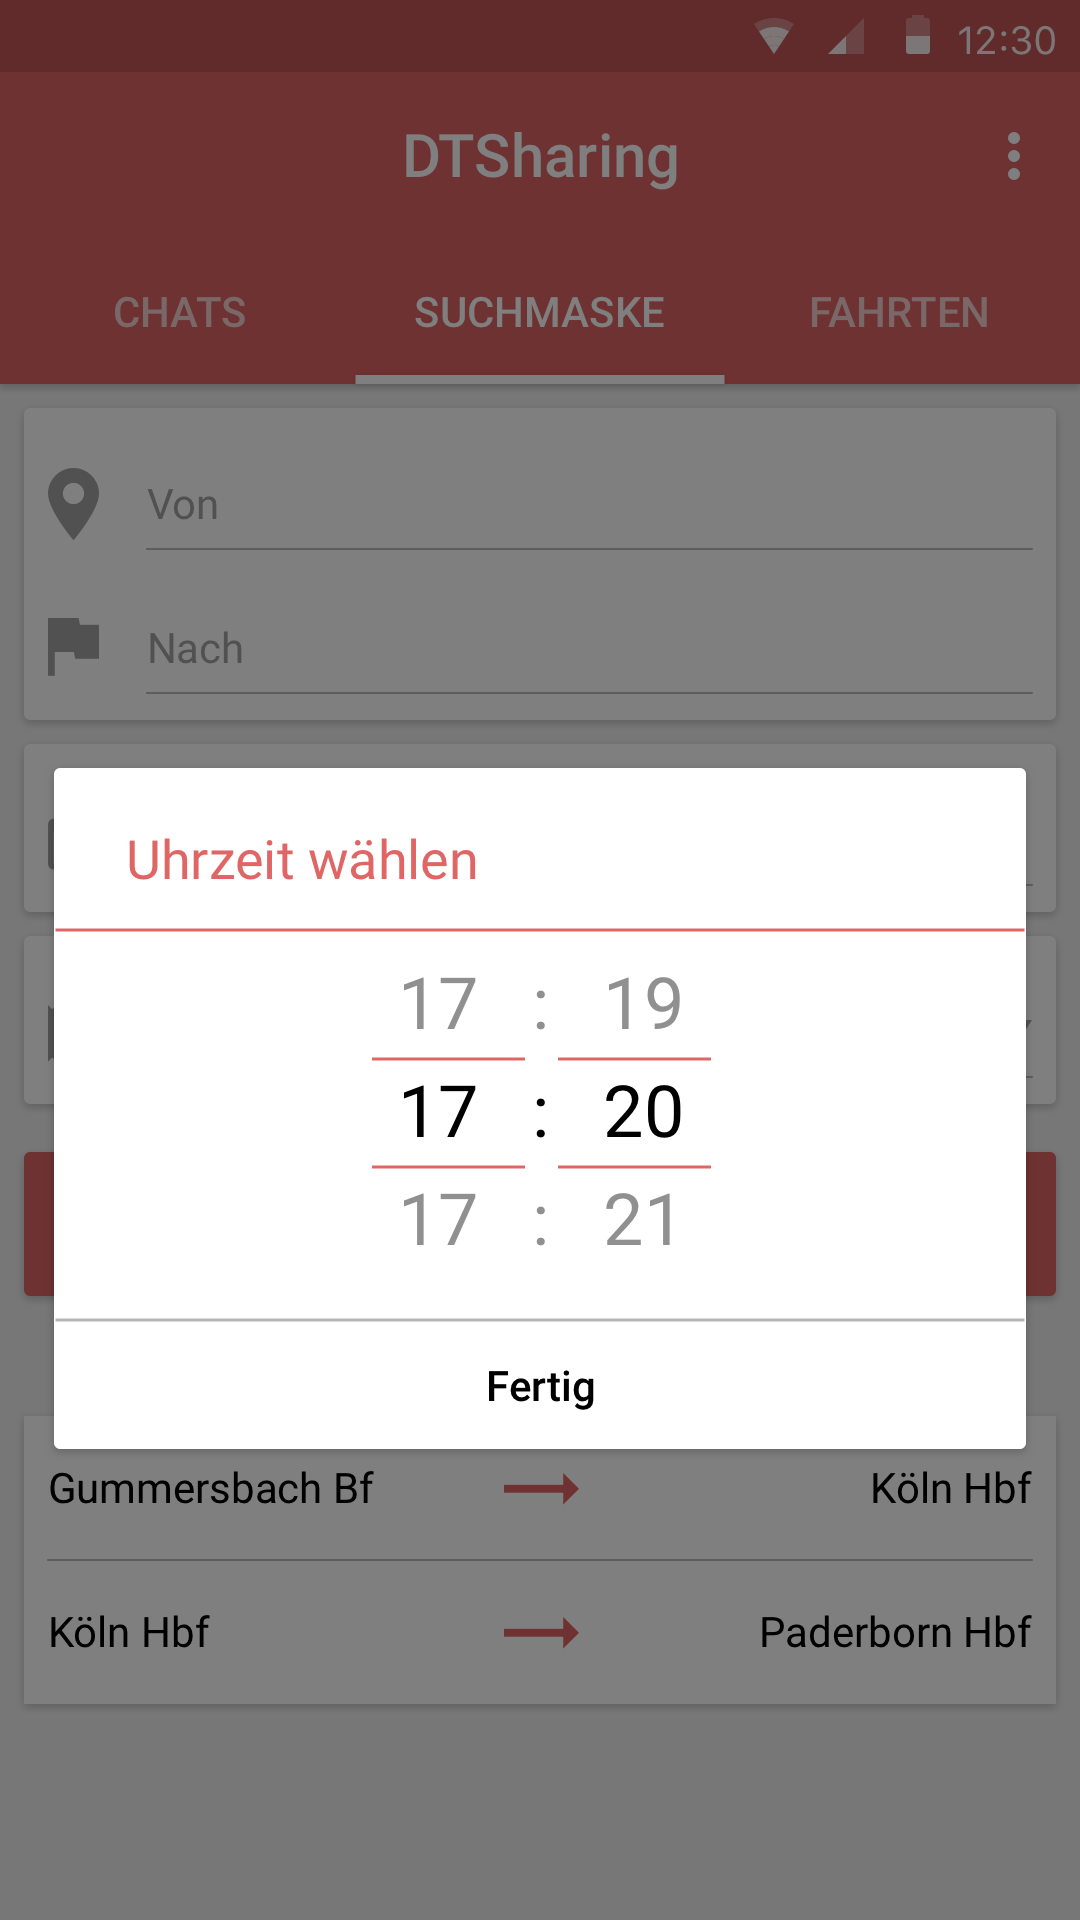 12:30
DTSharing
CHATS SUCHMASKE FAHRTEN
Von
Nach
Uhrzeit wählen
17 : 19
17 : 20
17 : 21
Fertig
Gummersbach Bf Köln Hbf
Köln Hbf Paderborn Hbf